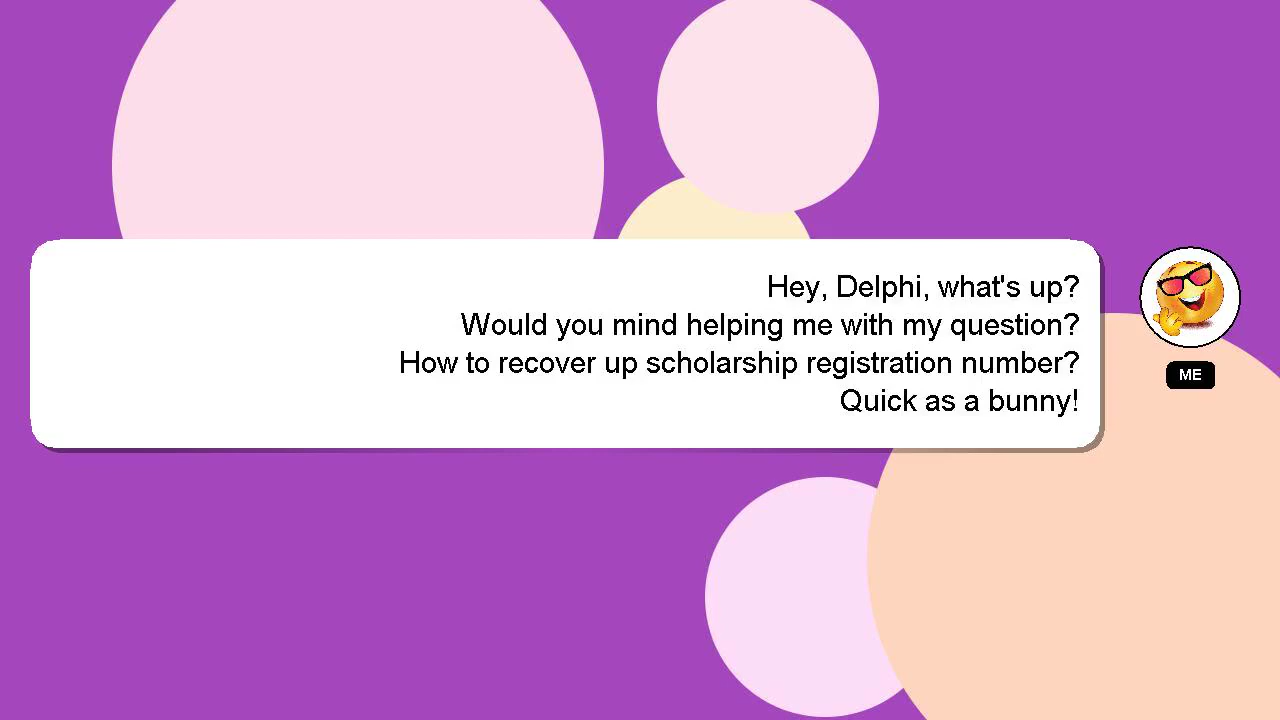 Hey, Delphi, what's up?
Would you mind helping me with my question?
How to recover up scholarship registration number?
Quick as a bunny!
ME